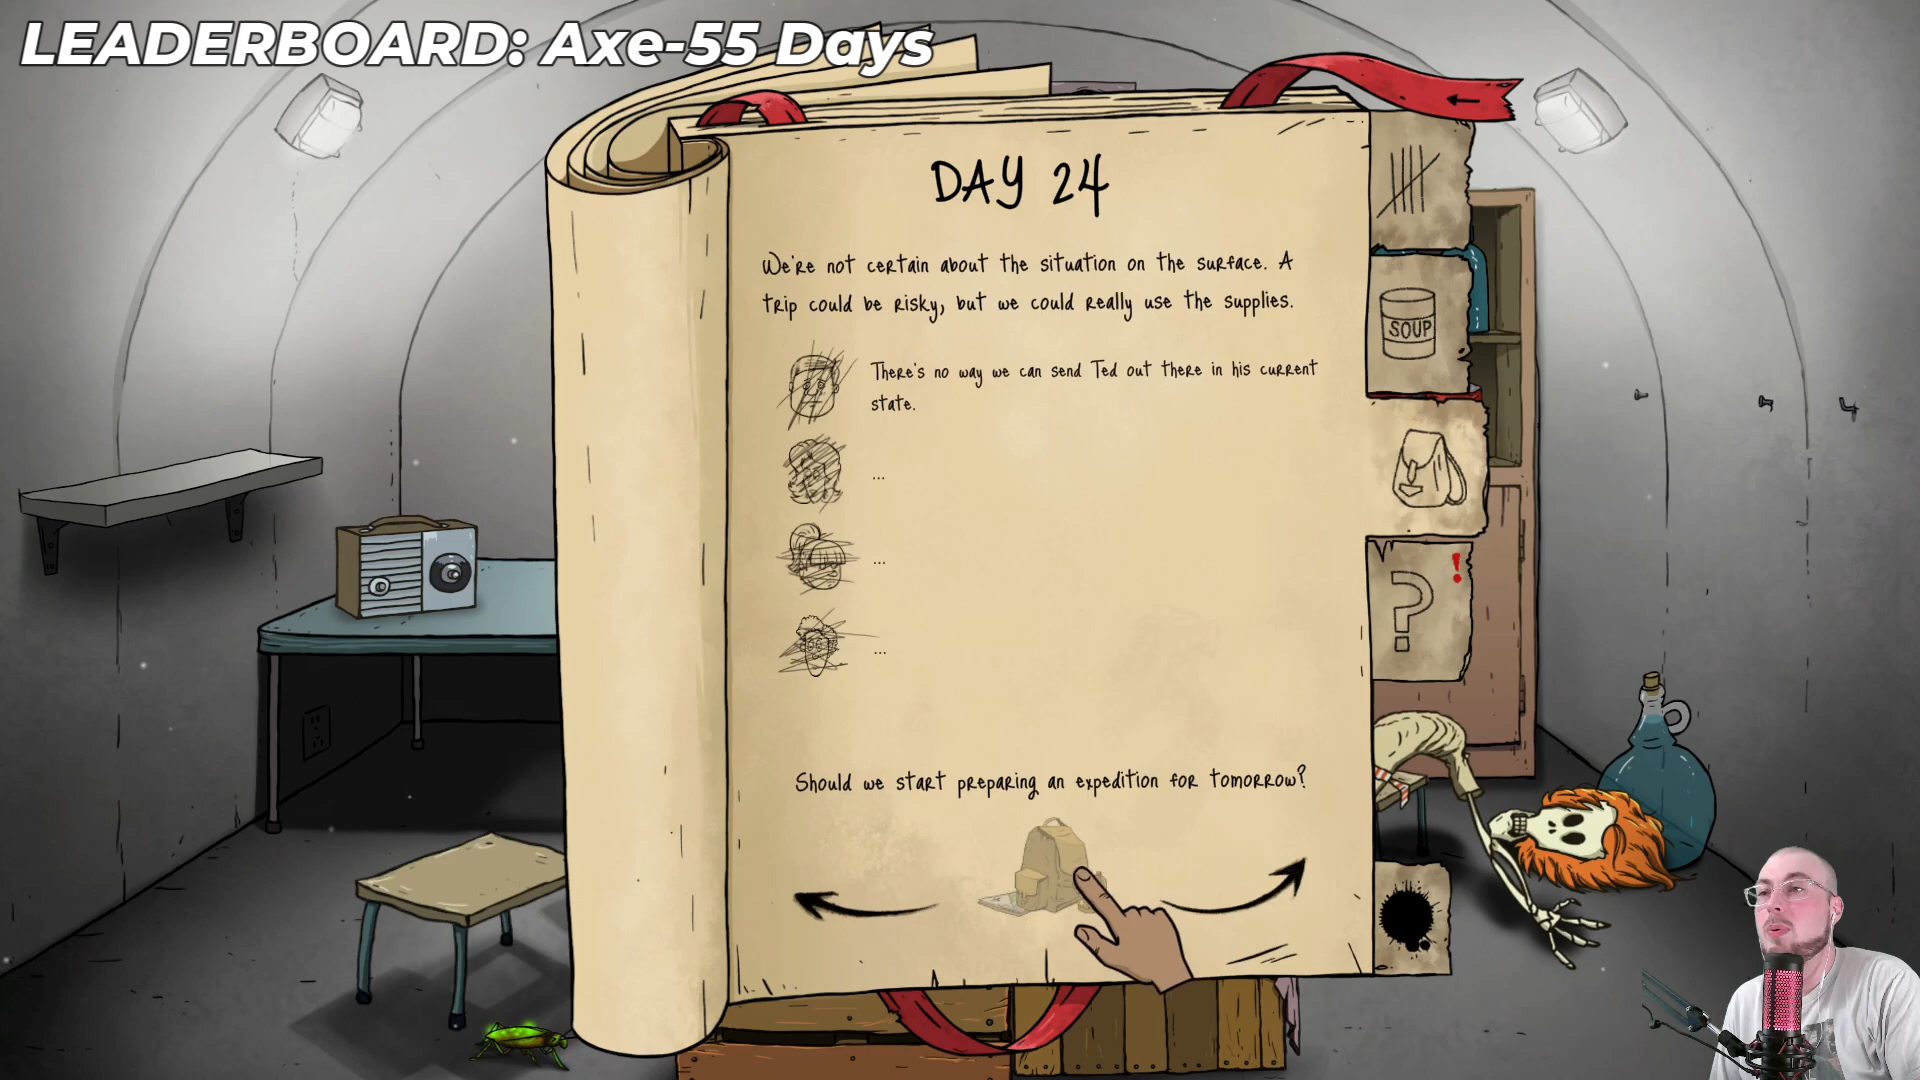 LEADERBOARD: Axe-55 Days
DAY 24
We're not certain about the situation on the surface. A
trip could be risky, but we could really use the supplies.
There's no way we can send Ted out there in his current
state.
...
...
...
Should we start preparing an expedition for tomorrow?
SOUP
?
!